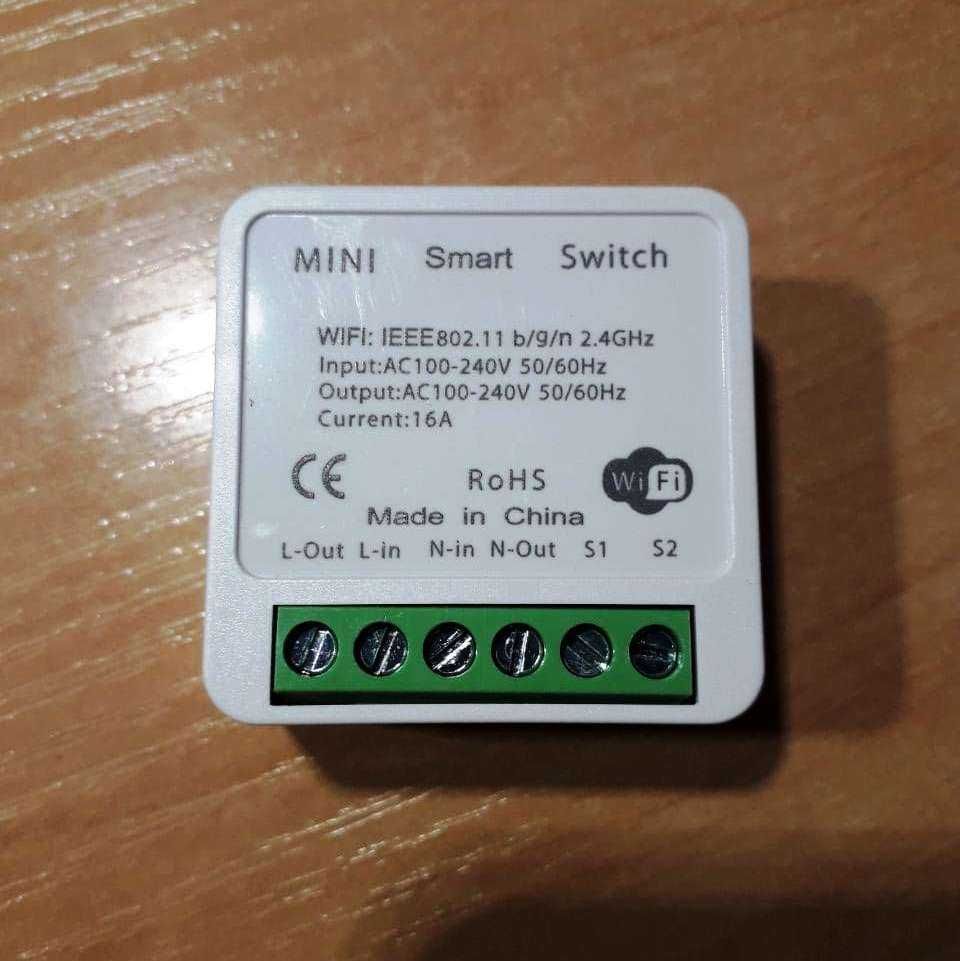 MINI Smart Switch
WIFI: IEEE802.11 b/g/n 2.4GHz
Input:AC100-240V 50/60Hz
Output:AC100-240V 50/60Hz
Current:16A
CE RoHS WiFi
Made in China
L-Out L-in N-in N-Out S1 S2